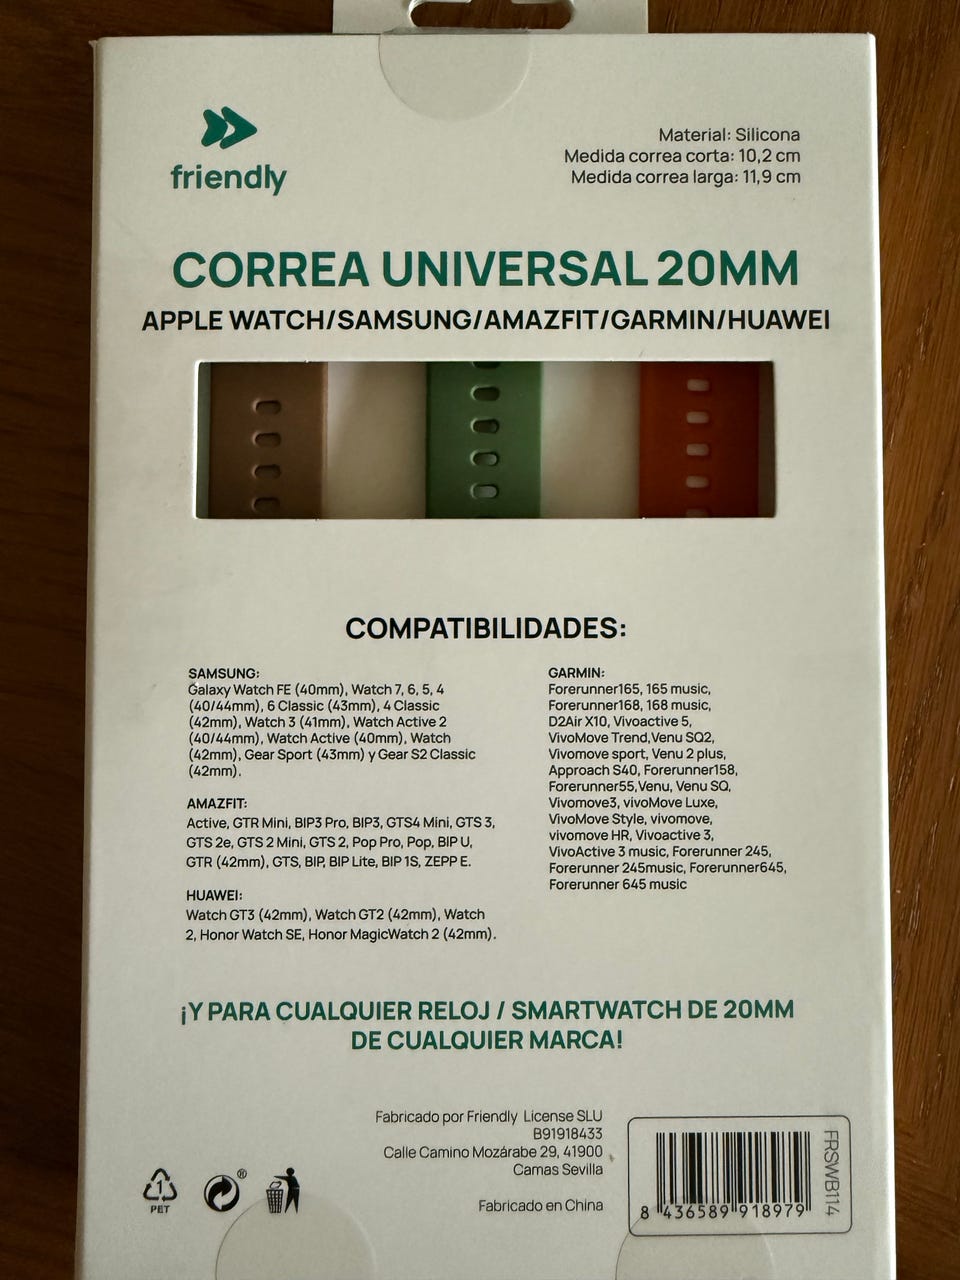 friendly
Material: Silicona
Medida correa corta: 10,2 cm
Medida correa larga: 11,9 cm
CORREA UNIVERSAL 20MM
APPLE WATCH/SAMSUNG/AMAZFIT/GARMIN/HUAWEI
COMPATIBILIDADES:
SAMSUNG:
Galaxy Watch FE (40mm), Watch 7, 6, 5, 4
(40/44mm), 6 Classic (43mm), 4 Classic
(42mm), Watch 3 (41mm), Watch Active 2
(40/44mm), Watch Active (40mm), Watch
(42mm), Gear Sport (43mm) y Gear S2 Classic
(42mm).
AMAZFIT:
Active, GTR Mini, BIP3 Pro, BIP3, GTS4 Mini, GTS 3,
GTS 2e, GTS 2 Mini, GTS 2, Pop Pro, Pop, BIP U,
GTR (42mm), GTS, BIP, BIP Lite, BIP 1S, ZEPP E.
HUAWEI:
Watch GT3 (42mm), Watch GT2 (42mm), Watch
2, Honor Watch SE, Honor MagicWatch 2 (42mm).
GARMIN:
Forerunner165, 165 music,
Forerunner168, 168 music,
D2Air X10, Vivoactive 5,
VivoMove Trend,Venu SQ2,
Vivomove sport, Venu 2 plus,
Approach S40, Forerunner158,
Forerunner55,Venu, Venu SQ,
Vivomove3, vivoMove Luxe,
VivoMove Style, vivomove,
vivomove HR, Vivoactive 3,
VivoActive 3 music, Forerunner 245,
Forerunner 245music, Forerunner645,
Forerunner 645 music
¡Y PARA CUALQUIER RELOJ / SMARTWATCH DE 20MM
DE CUALQUIER MARCA!
Fabricado por Friendly License SLU
B91918433
Calle Camino Mozárabe 29, 41900
Camas Sevilla
Fabricado en China
1
PET
®
8 436589 918979
FRSWB114